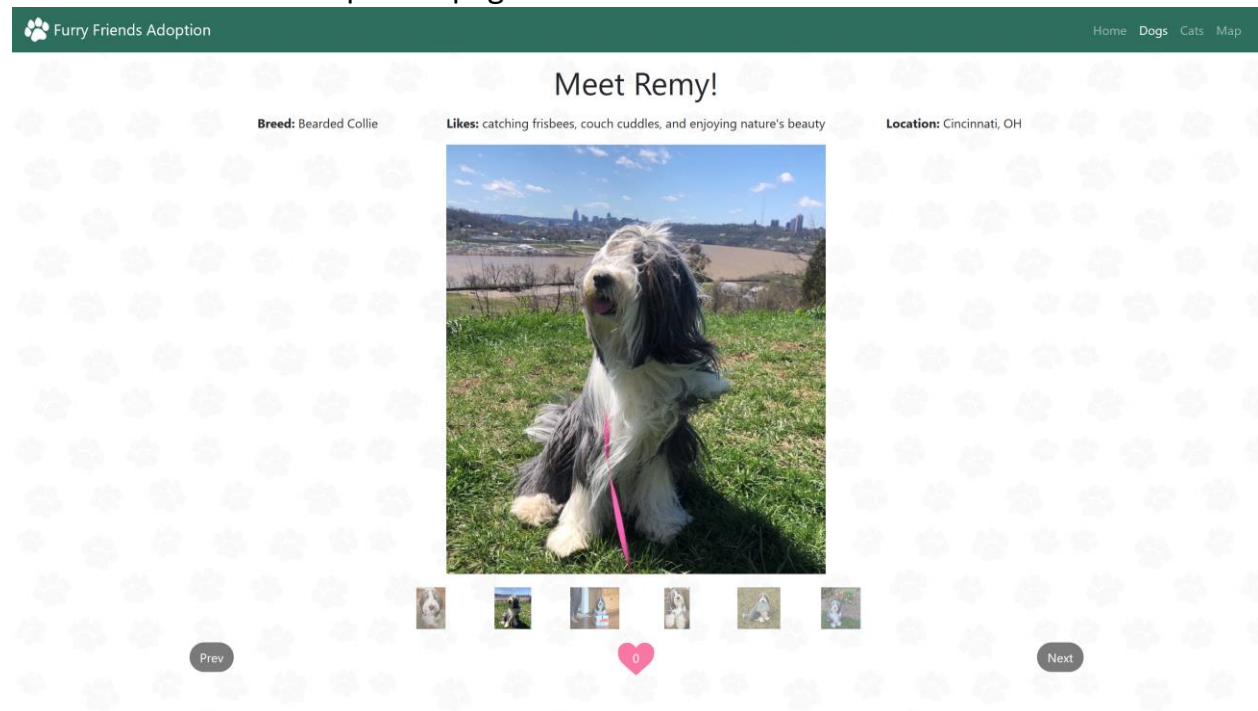 Furry Friends Adoption
Home Dogs Cats Map
Meet Remy!
Breed: Bearded Collie
Likes: catching frisbees, couch cuddles, and enjoying nature's beauty
Location: Cincinnati, OH
Prev
0
Next